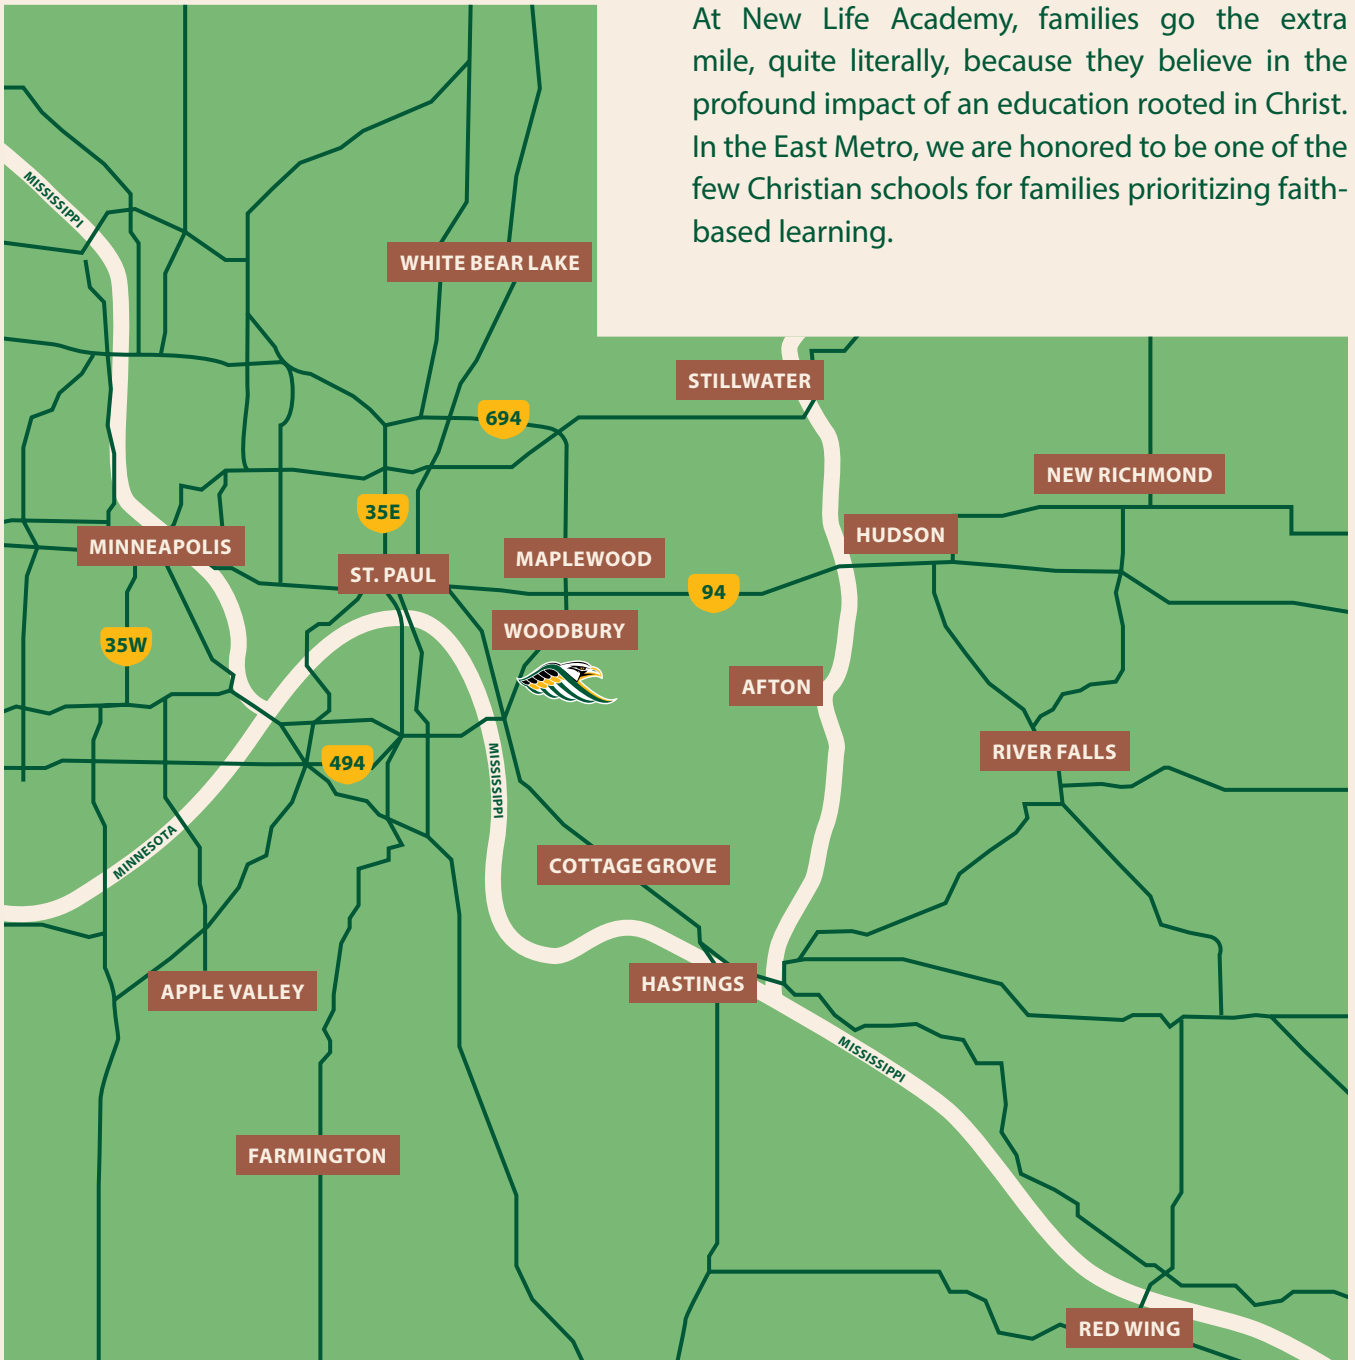 At New Life Academy, families go the extra
mile, quite literally, because they believe in the
profound impact of an education rooted in Christ.
In the East Metro, we are honored to be one of the
few Christian schools for families prioritizing faith-
based learning.
MISSISSIPPI
WHITE BEAR LAKE
STILLWATER
694
NEW RICHMOND
35E
HUDSON
MINNEAPOLIS
MAPLEWOOD
ST. PAUL
94
WOODBURY
35W
AFTON
RIVER FALLS
494
MISSISSIPPI
MINNESOTA
COTTAGE GROVE
HASTINGS
APPLE VALLEY
MISSISSIPPI
FARMINGTON
RED WING